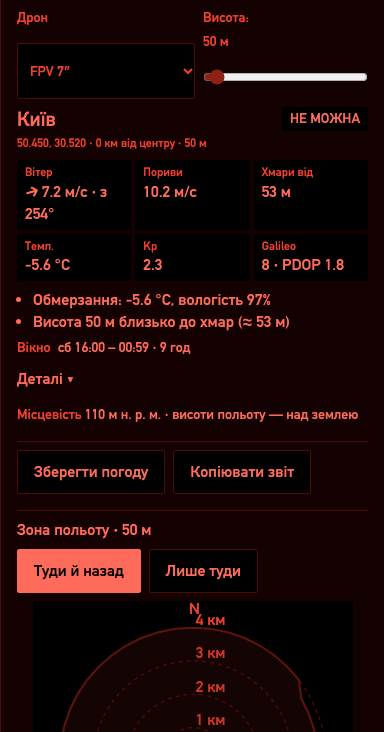 Дрон
Висота:
50 м
FPV 7″
Київ
НЕ МОЖНА
50.450, 30.520 · 0 км від центру · 50 м
Вітер
➔ 7.2 м/с · з
254°
Пориви
10.2 м/с
Хмари від
53 м
Темп.
-5.6 °C
Kp
2.3
Galileo
8 · PDOP 1.8
• Обмерзання: -5.6 °C, вологість 97%
• Висота 50 м близько до хмар (≈ 53 м)
Вікно сб 16:00 – 00:59 · 9 год
Деталі ▾
Місцевість 110 м н. р. м. · висоти польоту — над землею
Зберегти погоду
Копіювати звіт
Зона польоту · 50 м
Туди й назад
Лише туди
N
4 км
3 км
2 км
1 км